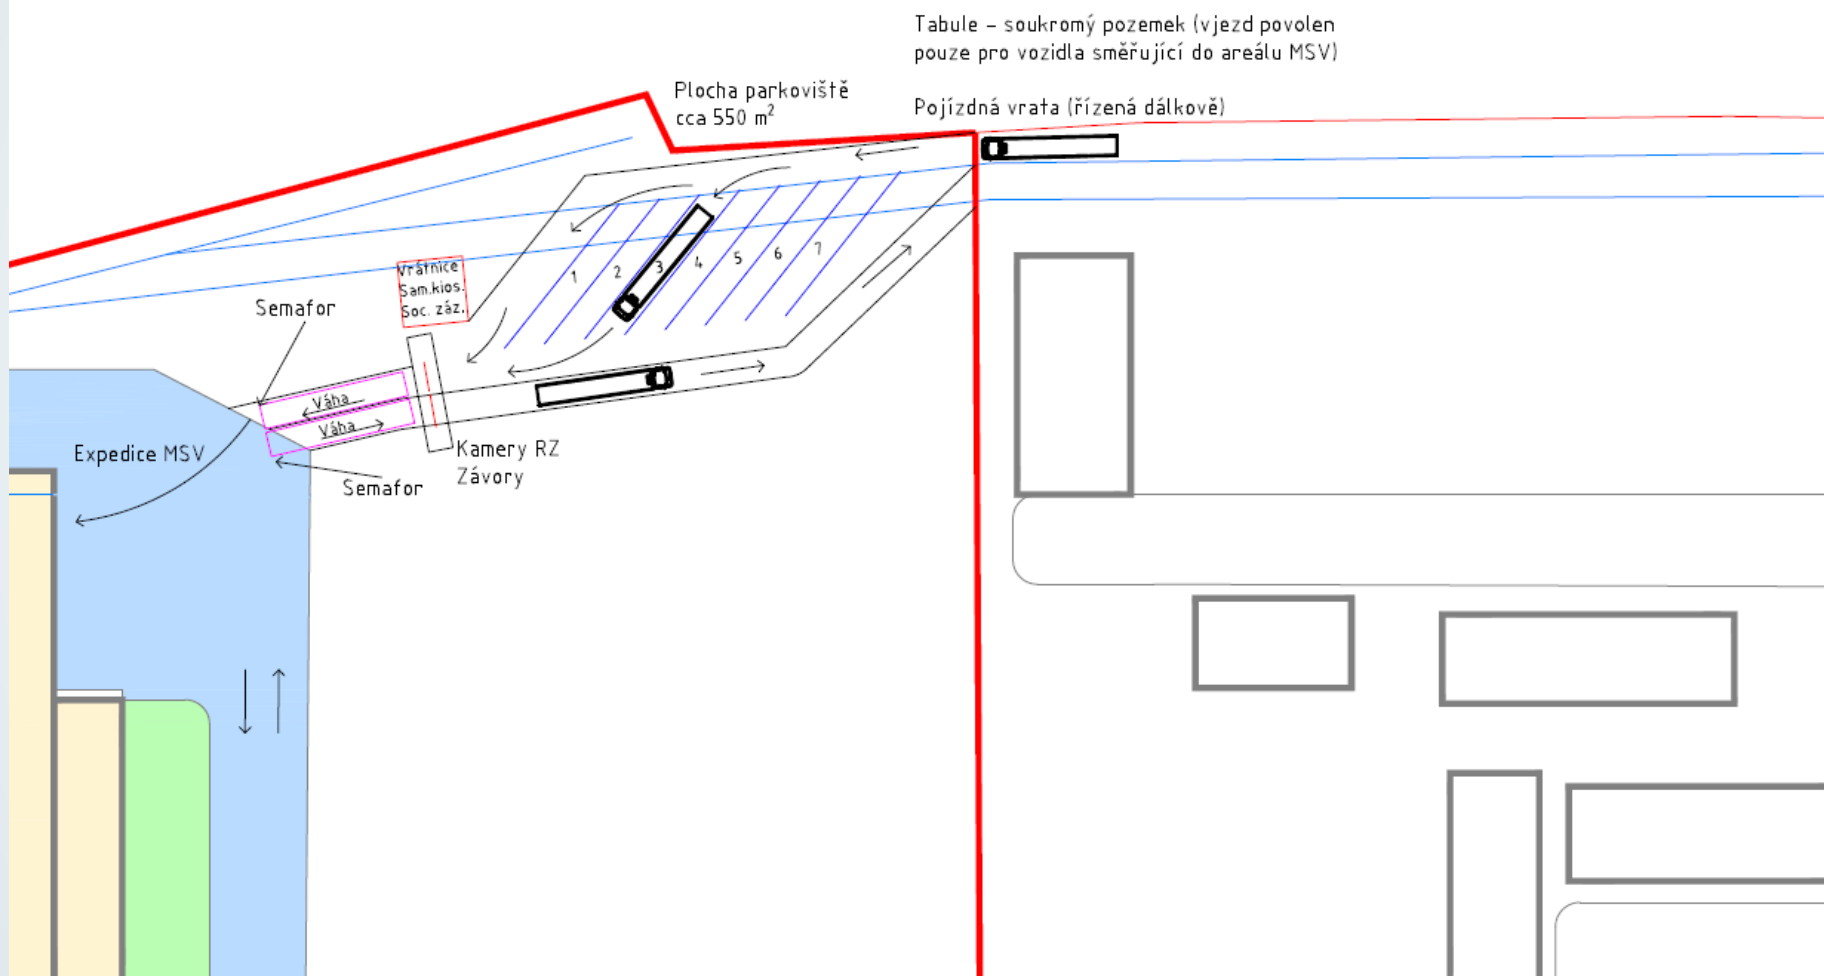 Tabule – soukromý pozemek (vjezd povolen
pouze pro vozidla směřující do areálu MSV)
Plocha parkoviště
cca 550 m²
Pojízdná vrata (řízená dálkově)
1
2
3
4
5
6
7
Vrátnice
Sam.kios.
Soc. záz.
Semafor
Váha
Váha
Expedice MSV
Kamery RZ
Závory
Semafor